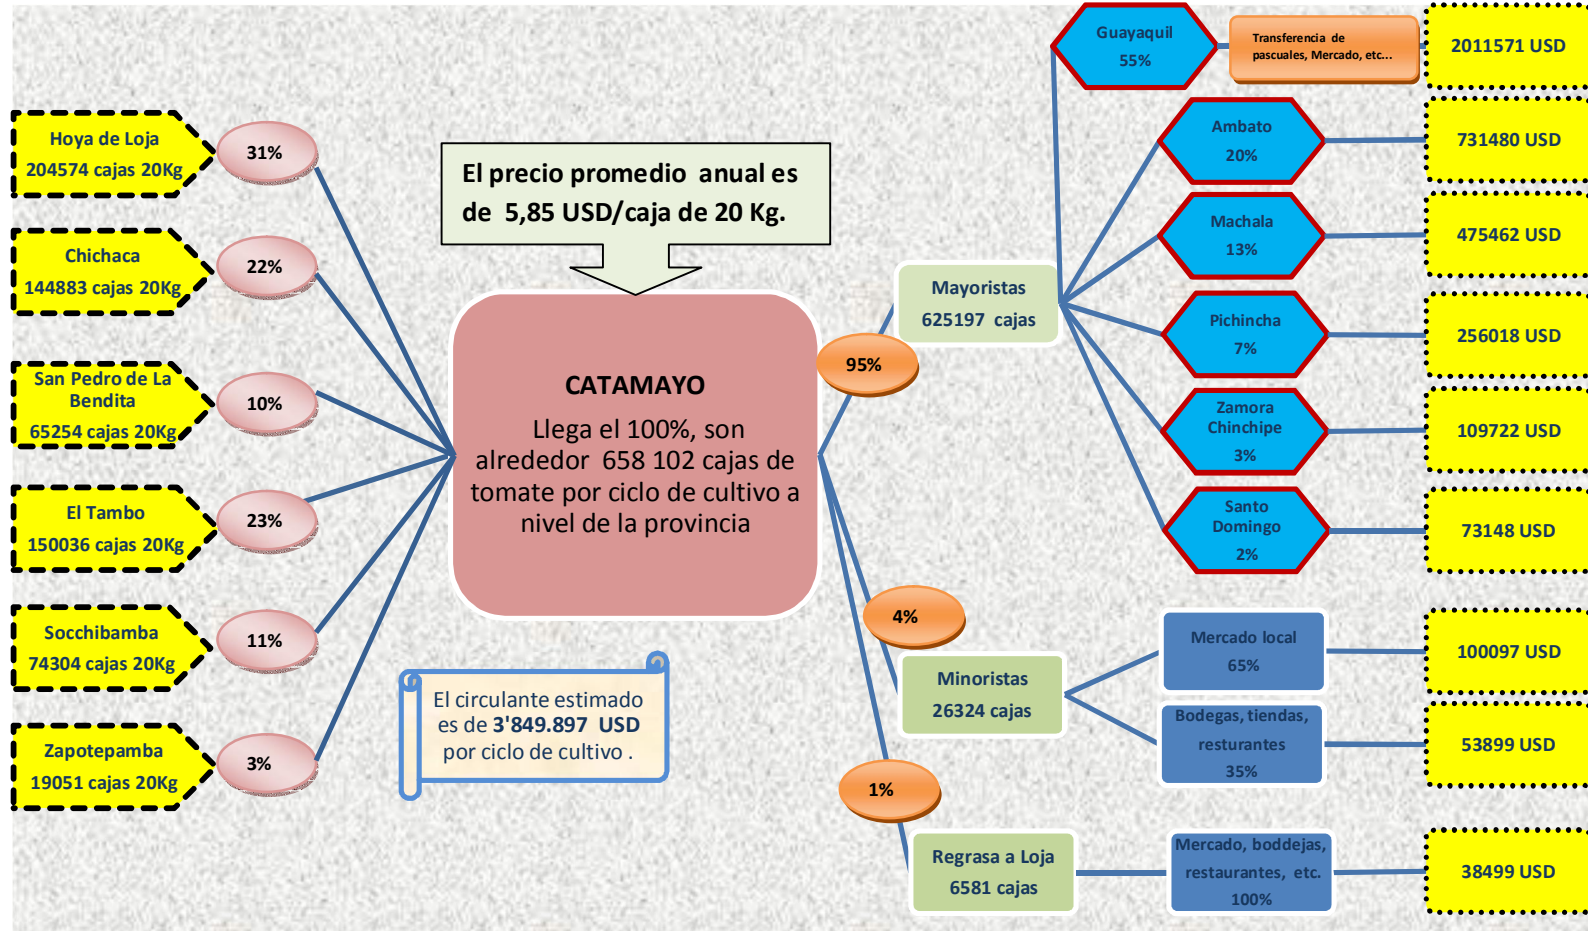 Hoya de Loja
204574 cajas 20Kg
31%
Chichaca
144883 cajas 20Kg
22%
San Pedro de La
Bendita
65254 cajas 20Kg
10%
El Tambo
150036 cajas 20Kg
23%
Socchibamba
74304 cajas 20Kg
11%
Zapotepamba
19051 cajas 20Kg
3%
El precio promedio anual es
de 5,85 USD/caja de 20 Kg.
CATAMAYO
Llega el 100%, son
alrededor 658 102 cajas de
tomate por ciclo de cultivo a
nivel de la provincia
El circulante estimado
es de 3'849.897 USD
por ciclo de cultivo .
95%
Mayoristas
625197 cajas
Guayaquil
55%
Transferencia de
pascuales, Mercado, etc...
2011571 USD
Ambato
20%
731480 USD
Machala
13%
475462 USD
Pichincha
7%
256018 USD
Zamora
Chinchipe
3%
109722 USD
Santo
Domingo
2%
73148 USD
4%
Minoristas
26324 cajas
Mercado local
65%
100097 USD
Bodegas, tiendas,
resturantes
35%
53899 USD
1%
Regrasa a Loja
6581 cajas
Mercado, boddejas,
restaurantes, etc.
100%
38499 USD